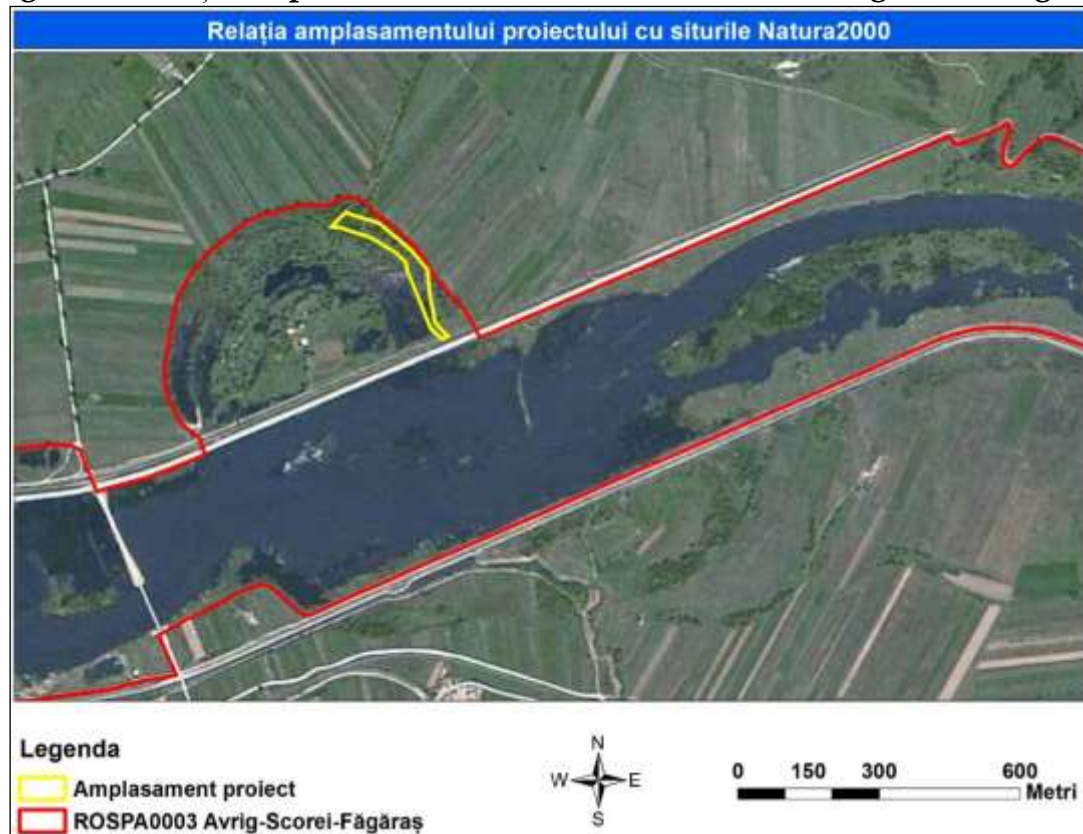 Relația amplasamentului proiectului cu siturile Natura2000
Legenda
Amplasament proiect
ROSPA0003 Avrig-Scorei-Făgăraș
N
W E
S
0 150 300 600
Metri